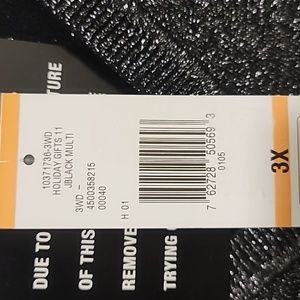 10371736-3WD
HOLIDAY GIFTS 11
JBLACK MULTI
3WD -
4500358215
00040
H 01
7 62728 50569 3
0105
3X
TURE
DUE TO
OF THIS
REMOVE
TRYING